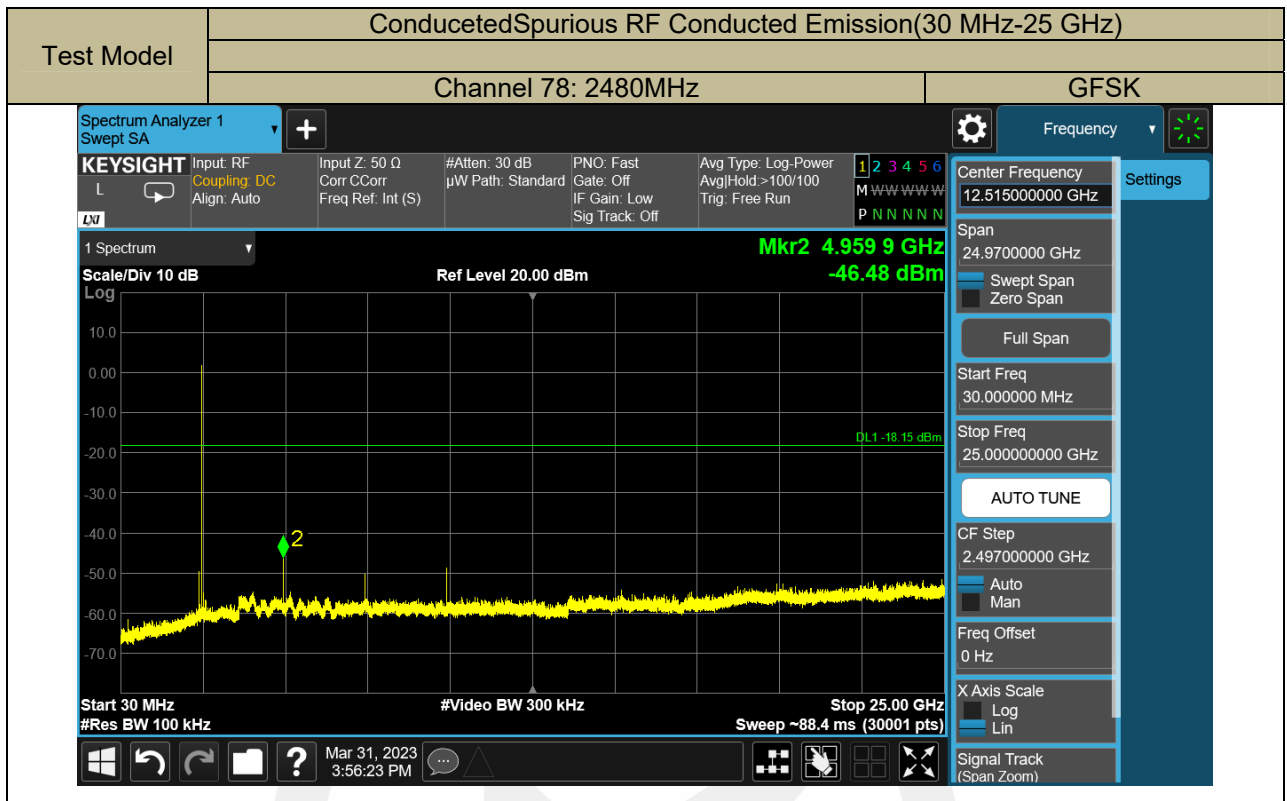 Test Model
ConducetedSpurious RF Conducted Emission(30 MHz-25 GHz)
Channel 78: 2480MHz
GFSK
Spectrum Analyzer 1
Swept SA
Frequency
KEYSIGHT
L
LXI
Input: RF
Coupling: DC
Align: Auto
Input Z: 50 Ω
Corr CCorr
Freq Ref: Int (S)
#Atten: 30 dB
µW Path: Standard
PNO: Fast
Gate: Off
IF Gain: Low
Sig Track: Off
Avg Type: Log-Power
Avg|Hold:>100/100
Trig: Free Run
1 2 3 4 5 6
M W W W W W
P N N N N N
1 Spectrum
Scale/Div 10 dB
Log
Ref Level 20.00 dBm
Mkr2 4.959 9 GHz
-46.48 dBm
10.0
0.00
-10.0
DL1 -18.15 dBm
-20.0
-30.0
-40.0
2
-50.0
-60.0
-70.0
Start 30 MHz
#Video BW 300 kHz
Stop 25.00 GHz
#Res BW 100 kHz
Sweep ~88.4 ms (30001 pts)
?
Mar 31, 2023
3:56:23 PM
Center Frequency
12.515000000 GHz
Settings
Span
24.9700000 GHz
Swept Span
Zero Span
Full Span
Start Freq
30.000000 MHz
Stop Freq
25.000000000 GHz
AUTO TUNE
CF Step
2.497000000 GHz
Auto
Man
Freq Offset
0 Hz
X Axis Scale
Log
Lin
Signal Track
(Span Zoom)